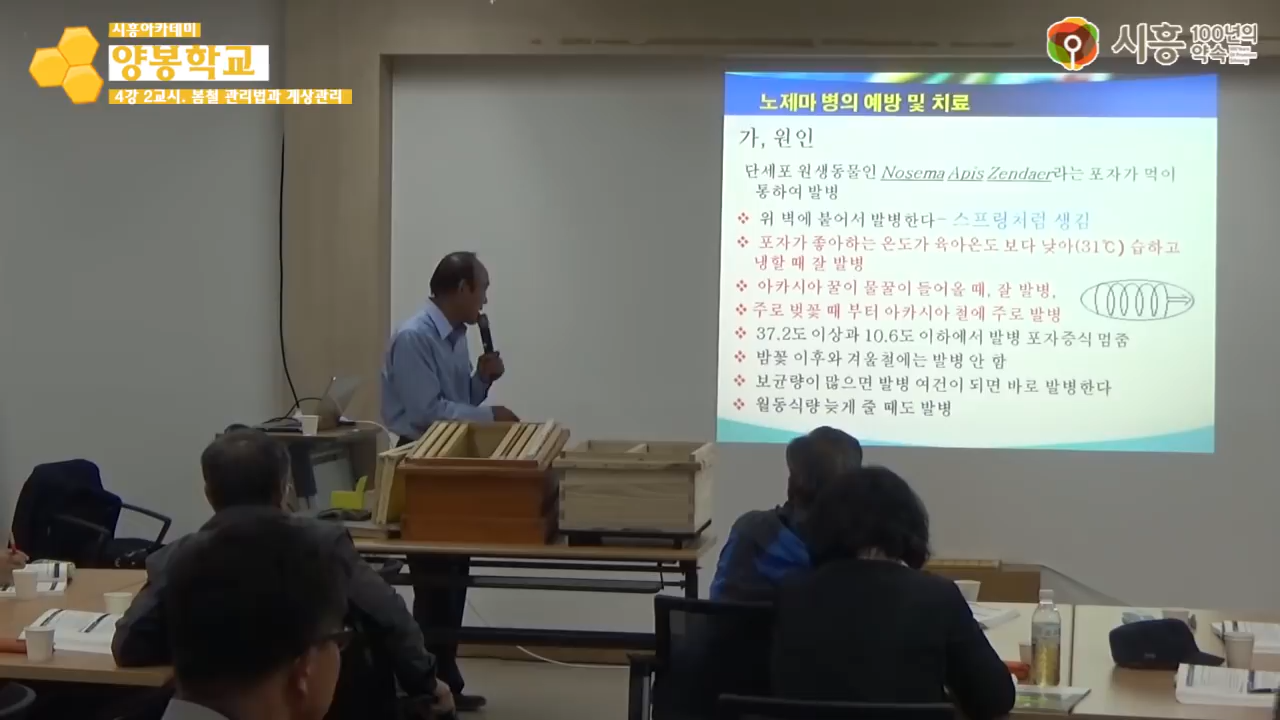 시흥아카데미
양봉학교
4강 2교시. 봄철 관리법과 계상관리
시흥 100년의
약속
노제마 병의 예방 및 치료
가, 원인
단세포 원생동물인 Nosema Apis Zendaer라는 포자가 먹이
통하여 발병
❖ 위 벽에 붙어서 발병한다- 스프링처럼 생김
❖ 포자가 좋아하는 온도가 육아온도 보다 낮아(31℃) 습하고
냉할 때 잘 발병
❖ 아카시아 꿀이 물꿀이 들어올 때, 잘 발병,
❖ 주로 벚꽃 때 부터 아카시아 철에 주로 발병
❖ 37.2도 이상과 10.6도 이하에서 발병 포자증식 멈춤
❖ 밤꽃 이후와 겨울철에는 발병 안 함
❖ 보균량이 많으면 발병 여건이 되면 바로 발병한다
❖ 월동식량 늦게 줄 때도 발병